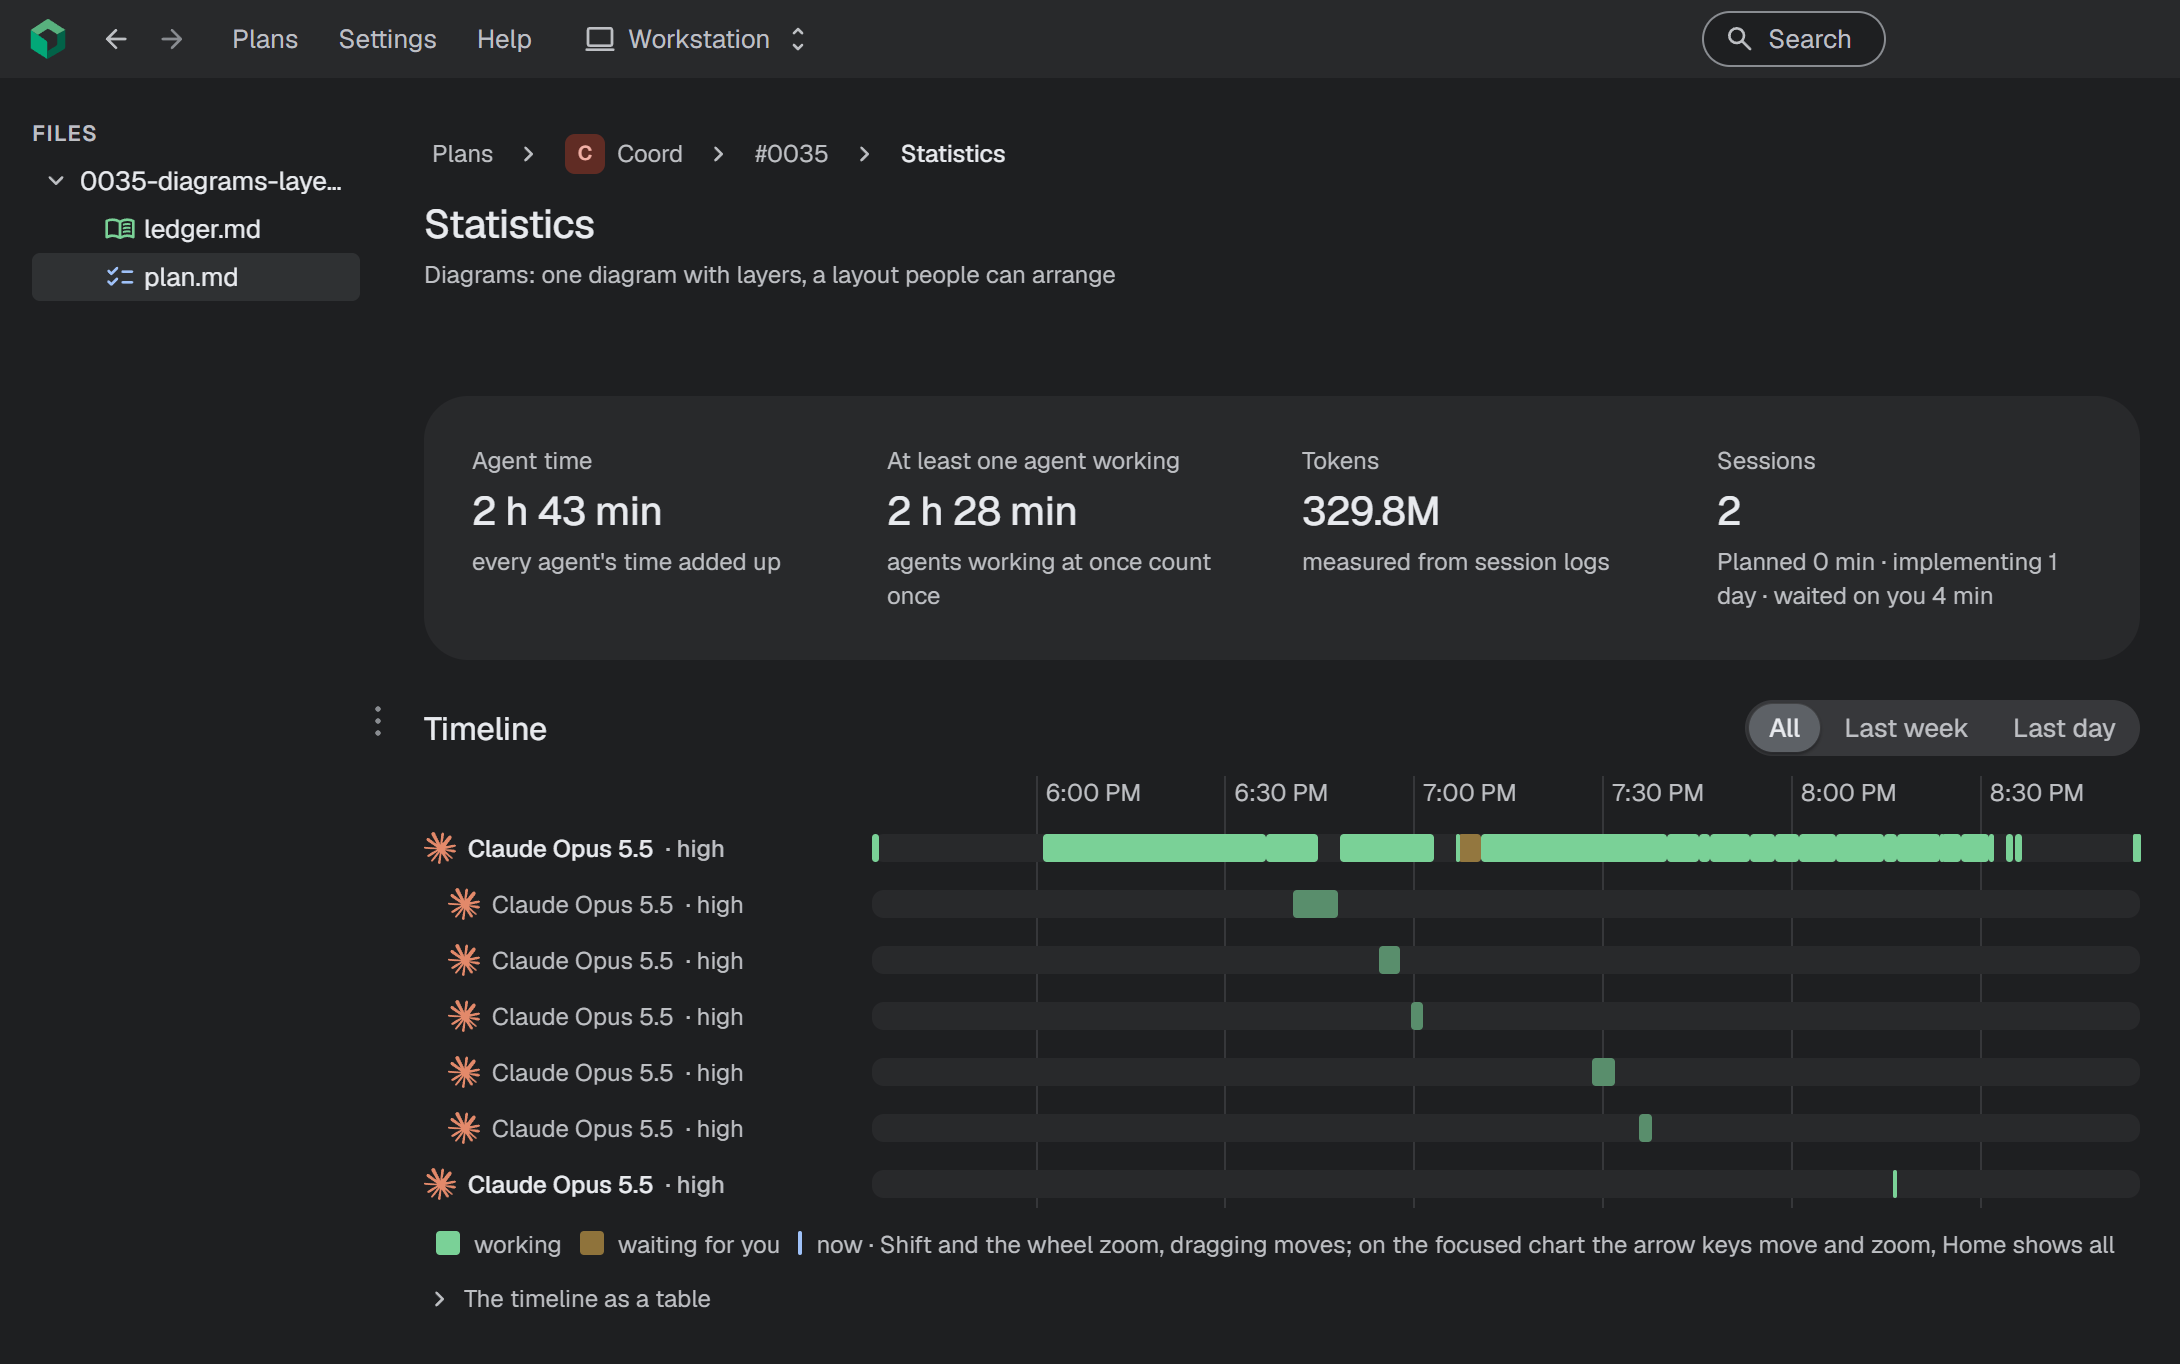 Plans
Settings
Help
Workstation
Search
FILES
0035-diagrams-laye...
ledger.md
plan.md
Plans
C
Coord
#0035
Statistics
Statistics
Diagrams: one diagram with layers, a layout people can arrange
Agent time
2 h 43 min
every agent's time added up
At least one agent working
2 h 28 min
agents working at once count
once
Tokens
329.8M
measured from session logs
Sessions
2
Planned 0 min · implementing 1
day · waited on you 4 min
Timeline
All
Last week
Last day
6:00 PM
6:30 PM
7:00 PM
7:30 PM
8:00 PM
8:30 PM
Claude Opus 5.5 · high
Claude Opus 5.5 · high
Claude Opus 5.5 · high
Claude Opus 5.5 · high
Claude Opus 5.5 · high
Claude Opus 5.5 · high
Claude Opus 5.5 · high
working
waiting for you
now · Shift and the wheel zoom, dragging moves; on the focused chart the arrow keys move and zoom, Home shows all
The timeline as a table